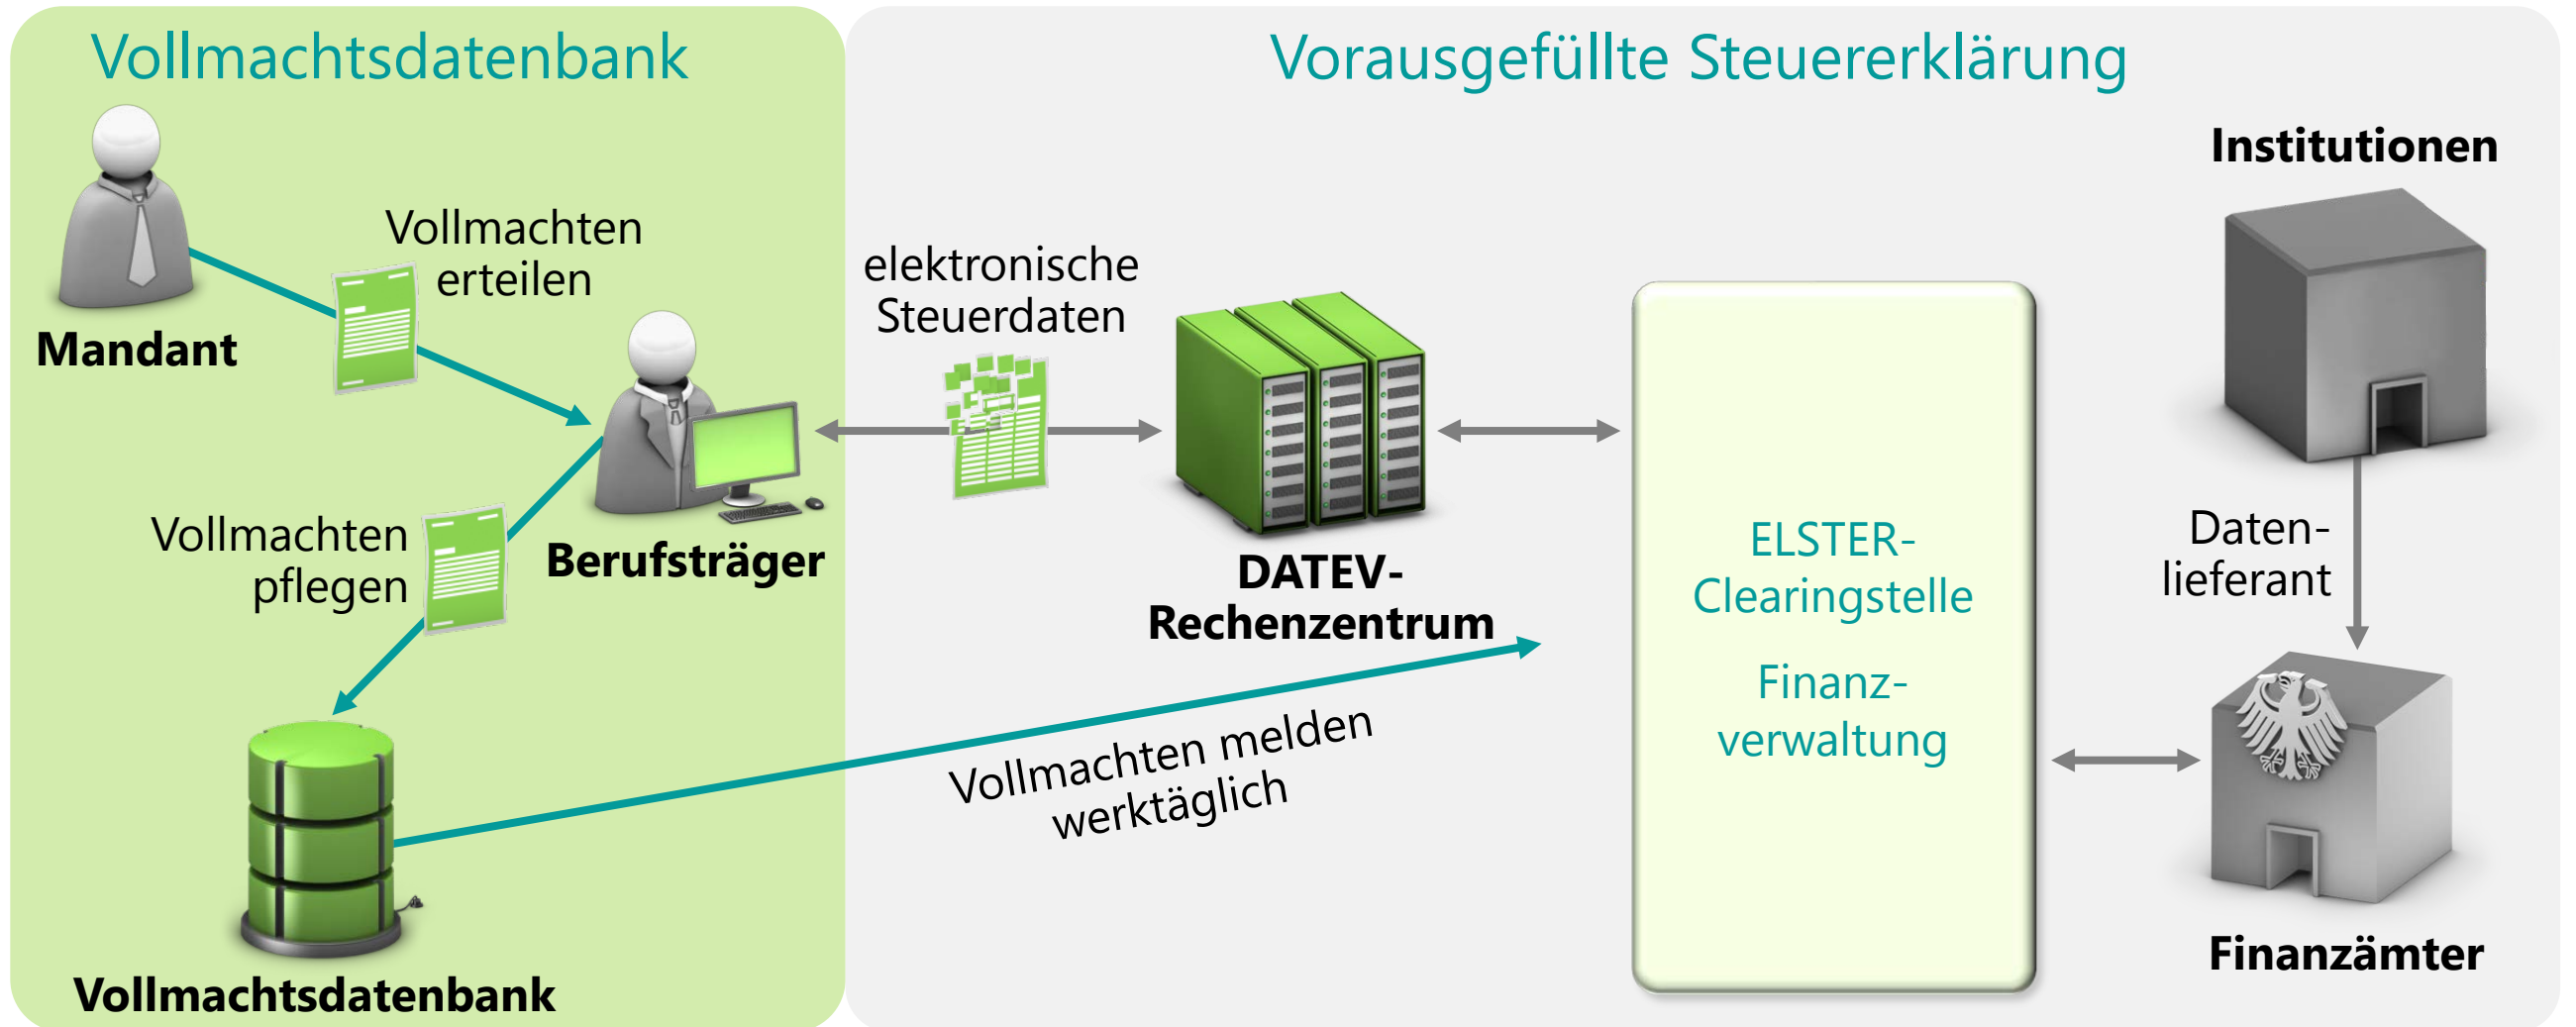 Vollmachtsdatenbank
Mandant
Vollmachten
erteilen
Berufsträger
Vollmachten
pflegen
Vollmachtsdatenbank
Vorausgefüllte Steuererklärung
elektronische
Steuerdaten
DATEV-
Rechenzentrum
Vollmachten melden
werktäglich
ELSTER-
Clearingstelle
Finanz-
verwaltung
Institutionen
Daten-
lieferant
Finanzämter